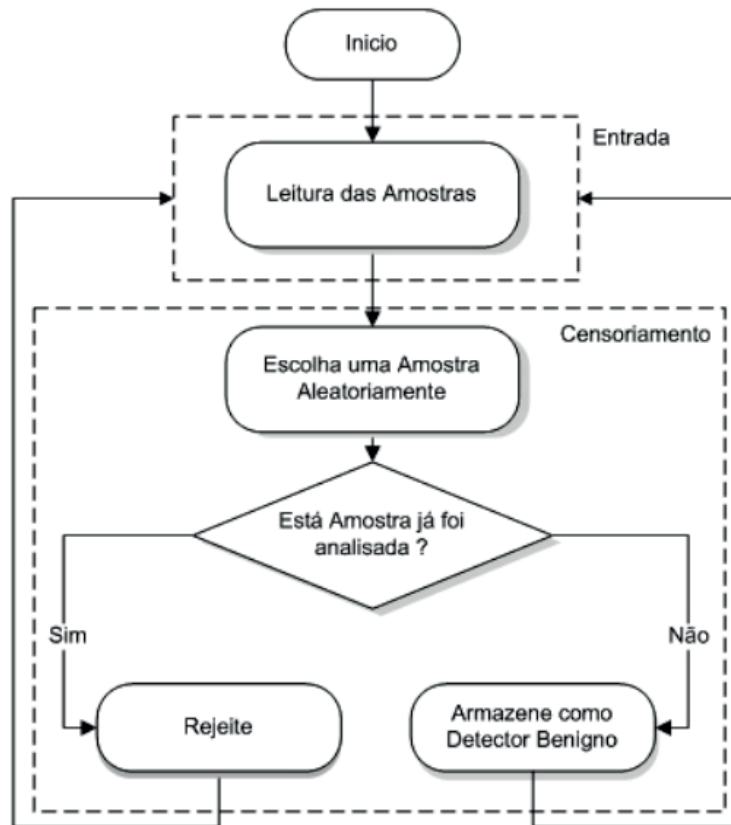 Inicio
Entrada
Leitura das Amostras
Censoriamento
Escolha uma Amostra
Aleatoriamente
Está Amostra já foi
analisada ?
Sim
Não
Rejeite
Armazene como
Detector Benigno